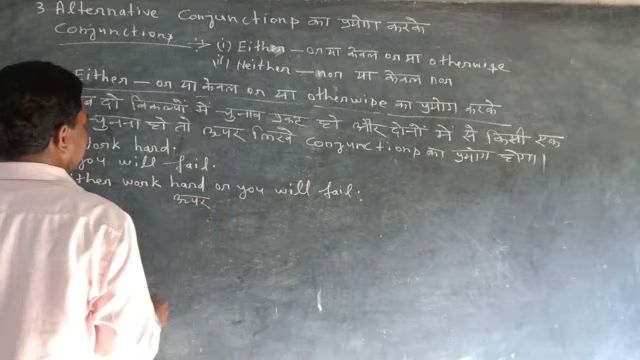 3 Alternative Conjunctionp का प्रयोग करके
Conjunctionp :- (i) Either — or या केवल or या otherwipe
(ii) Neither — nor या केवल nor
Either — or या केवल or या otherwipe का प्रयोग करके
दो विकल्पों में चुनाव प्रकट हो और दोनों में से किसी एक
चुनना हो तो ऊपर लिखे Conjunctionp का प्रयोग होगा।
work hard.
you will fail.
ither work hard or you will fail.
ऊपर